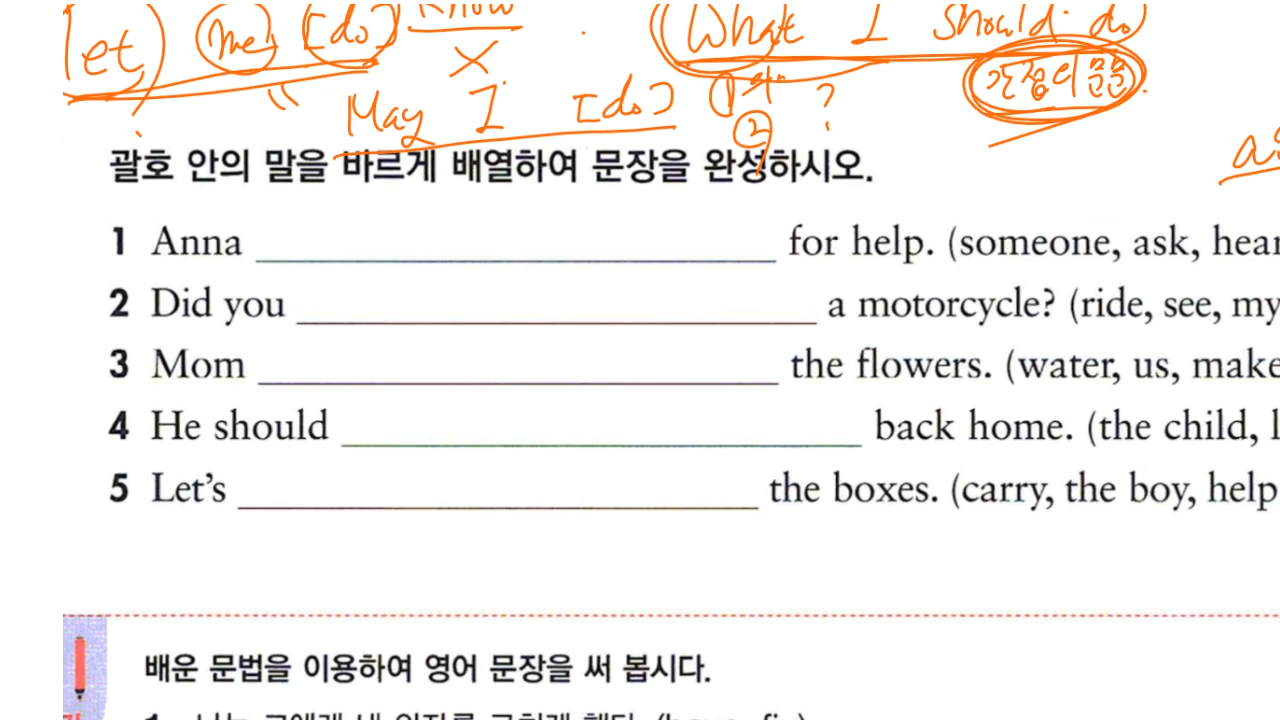 let me [do] know What I should do
X 간접의문문
" May I [do] ① ② ?
괄호 안의 말을 바르게 배열하여 문장을 완성하시오.
1 Anna for help. (someone, ask, hear
2 Did you a motorcycle? (ride, see, my
3 Mom the flowers. (water, us, make
4 He should back home. (the child, l
5 Let's the boxes. (carry, the boy, help
배운 문법을 이용하여 영어 문장을 써 봅시다.